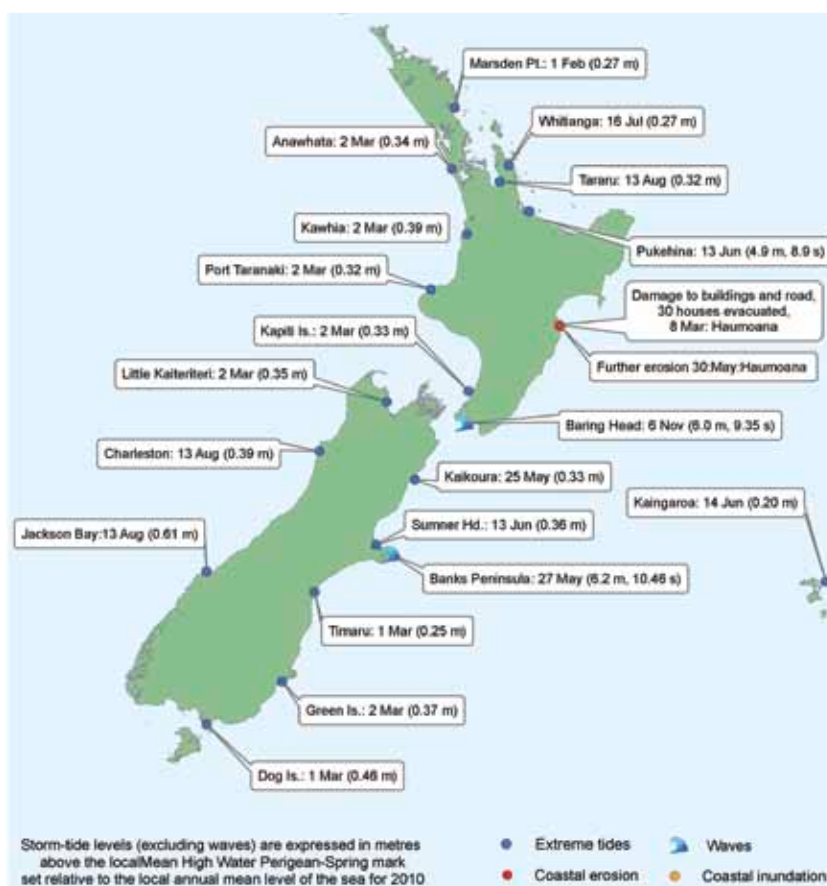 Marsden Pt.: 1 Feb (0.27 m)
Whitianga: 16 Jul (0.27 m)
Anawhata: 2 Mar (0.34 m)
Tararu: 13 Aug (0.32 m)
Kawhia: 2 Mar (0.39 m)
Pukehina: 13 Jun (4.9 m, 8.9 s)
Port Taranaki: 2 Mar (0.32 m)
Damage to buildings and road,
30 houses evacuated,
8 Mar: Haumoana
Kapiti Is.: 2 Mar (0.33 m)
Further erosion 30:May:Haumoana
Little Kaiteriteri: 2 Mar (0.35 m)
Baring Head: 6 Nov (6.0 m, 9.35 s)
Charleston: 13 Aug (0.39 m)
Kaikoura: 25 May (0.33 m)
Kaingaroa: 14 Jun (0.20 m)
Sumner Hd.: 13 Jun (0.36 m)
Jackson Bay:13 Aug (0.61 m)
Banks Peninsula: 27 May (6.2 m, 10.46 s)
Timaru: 1 Mar (0.25 m)
Green Is.: 2 Mar (0.37 m)
Dog Is.: 1 Mar (0.46 m)
Storm-tide levels (excluding waves) are expressed in metres
above the localMean High Water Perigean-Spring mark
set relative to the local annual mean level of the sea for 2010
Extreme tides
Waves
Coastal erosion
Coastal inundation